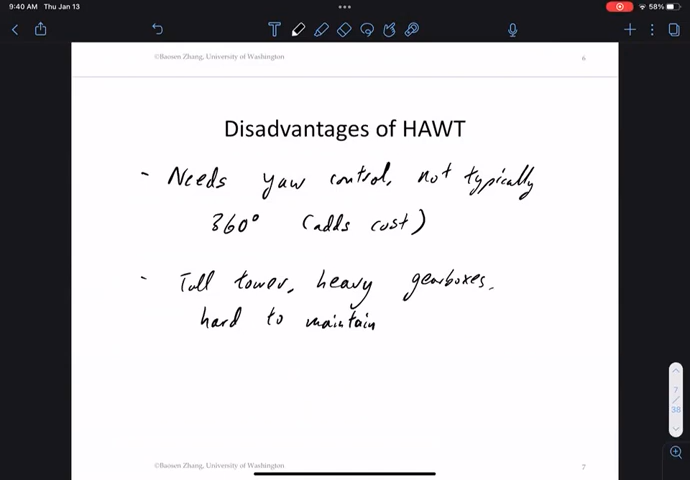 9:40 AM Thu Jan 13
58%
©Baosen Zhang, University of Washington
6
Disadvantages of HAWT
- Needs yaw control, not typically
360° (adds cost)
- Tall tower, heavy gearboxes,
hard to maintain
7
/
38
©Baosen Zhang, University of Washington
7